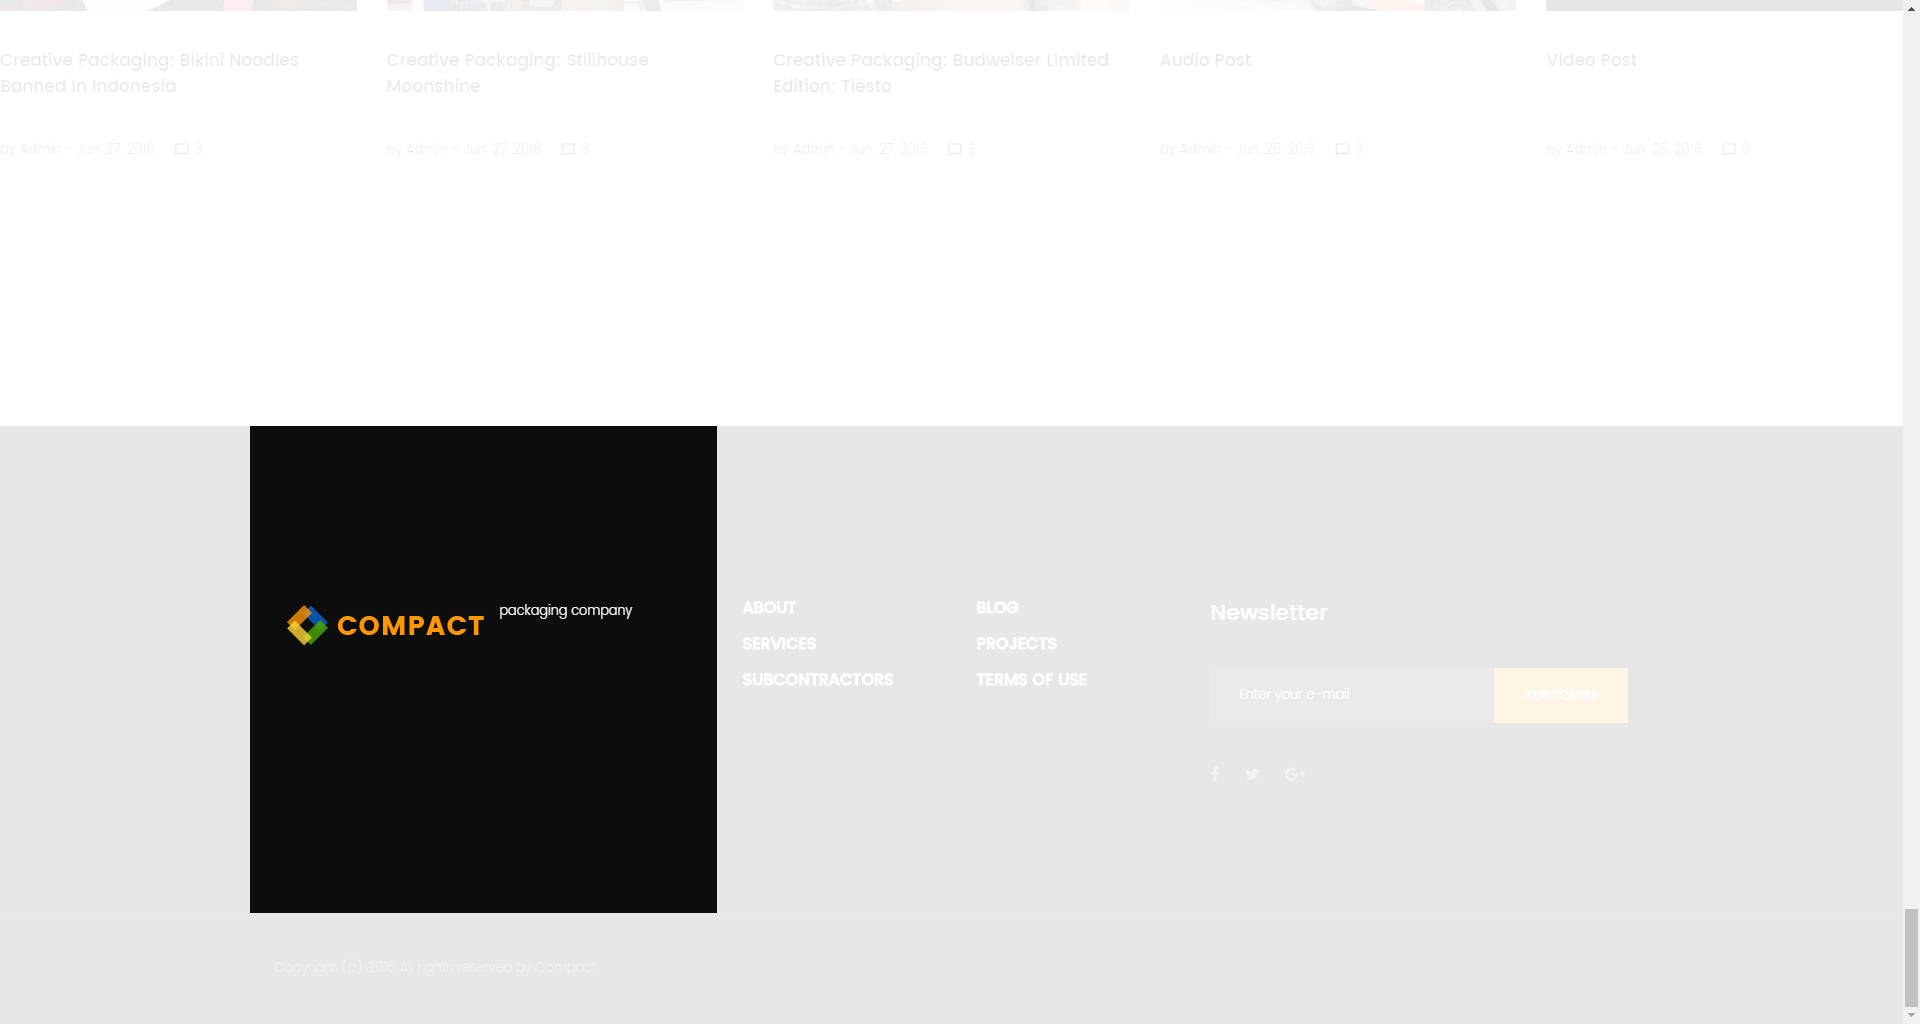 Creative Packaging: Bikini Noodles
Banned In Indonesia
by Admin - Jun. 27, 2016 3
Creative Packaging: Stillhouse
Moonshine
by Admin - Jun. 27, 2016 3
Creative Packaging: Budweiser Limited
Edition: Tiësto
by Admin - Jun. 27, 2016 3
Audio Post
by Admin - Jun. 25, 2016 3
Video Post
by Admin - Jun. 25, 2016 3
COMPACT
packaging company
ABOUT
SERVICES
SUBCONTRACTORS
BLOG
PROJECTS
TERMS OF USE
Newsletter
Enter your e-mail
SUBSCRIBE
Copyright (c) 2016 All rights reserved by Compact